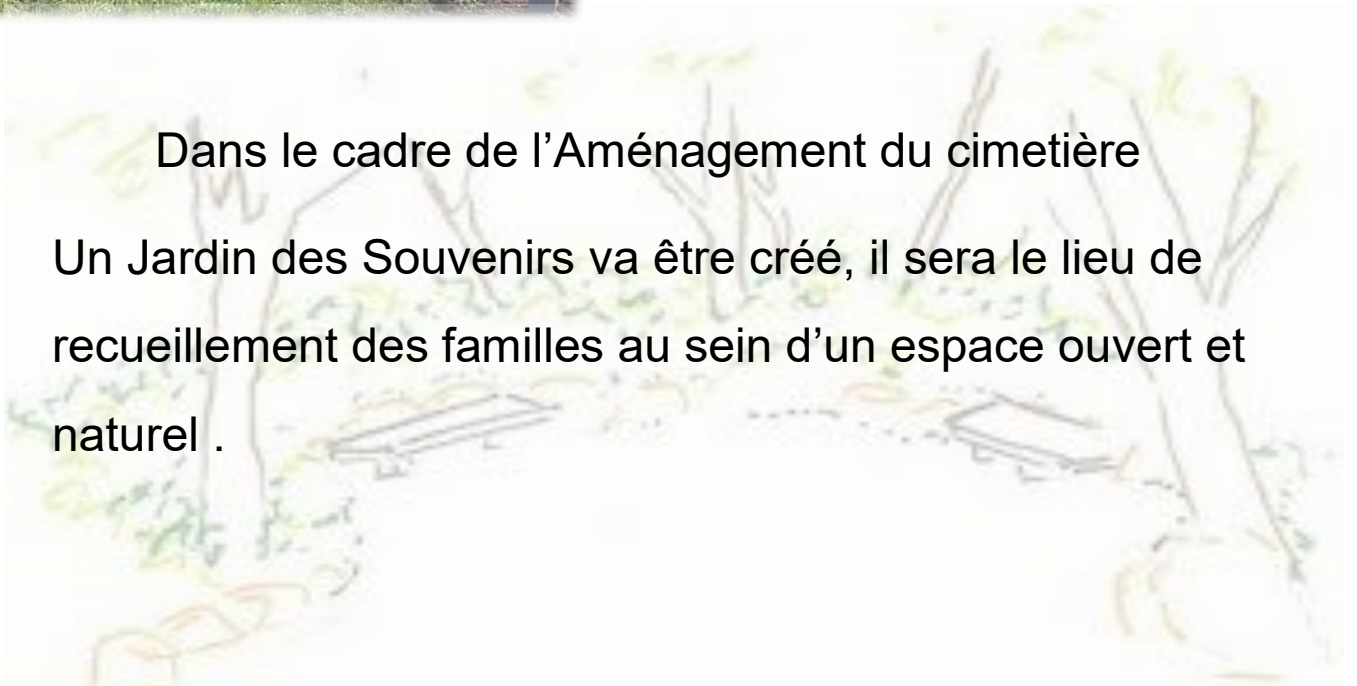 Dans le cadre de l’Aménagement du cimetière
Un Jardin des Souvenirs va être créé, il sera le lieu de
recueillement des familles au sein d’un espace ouvert et
naturel .